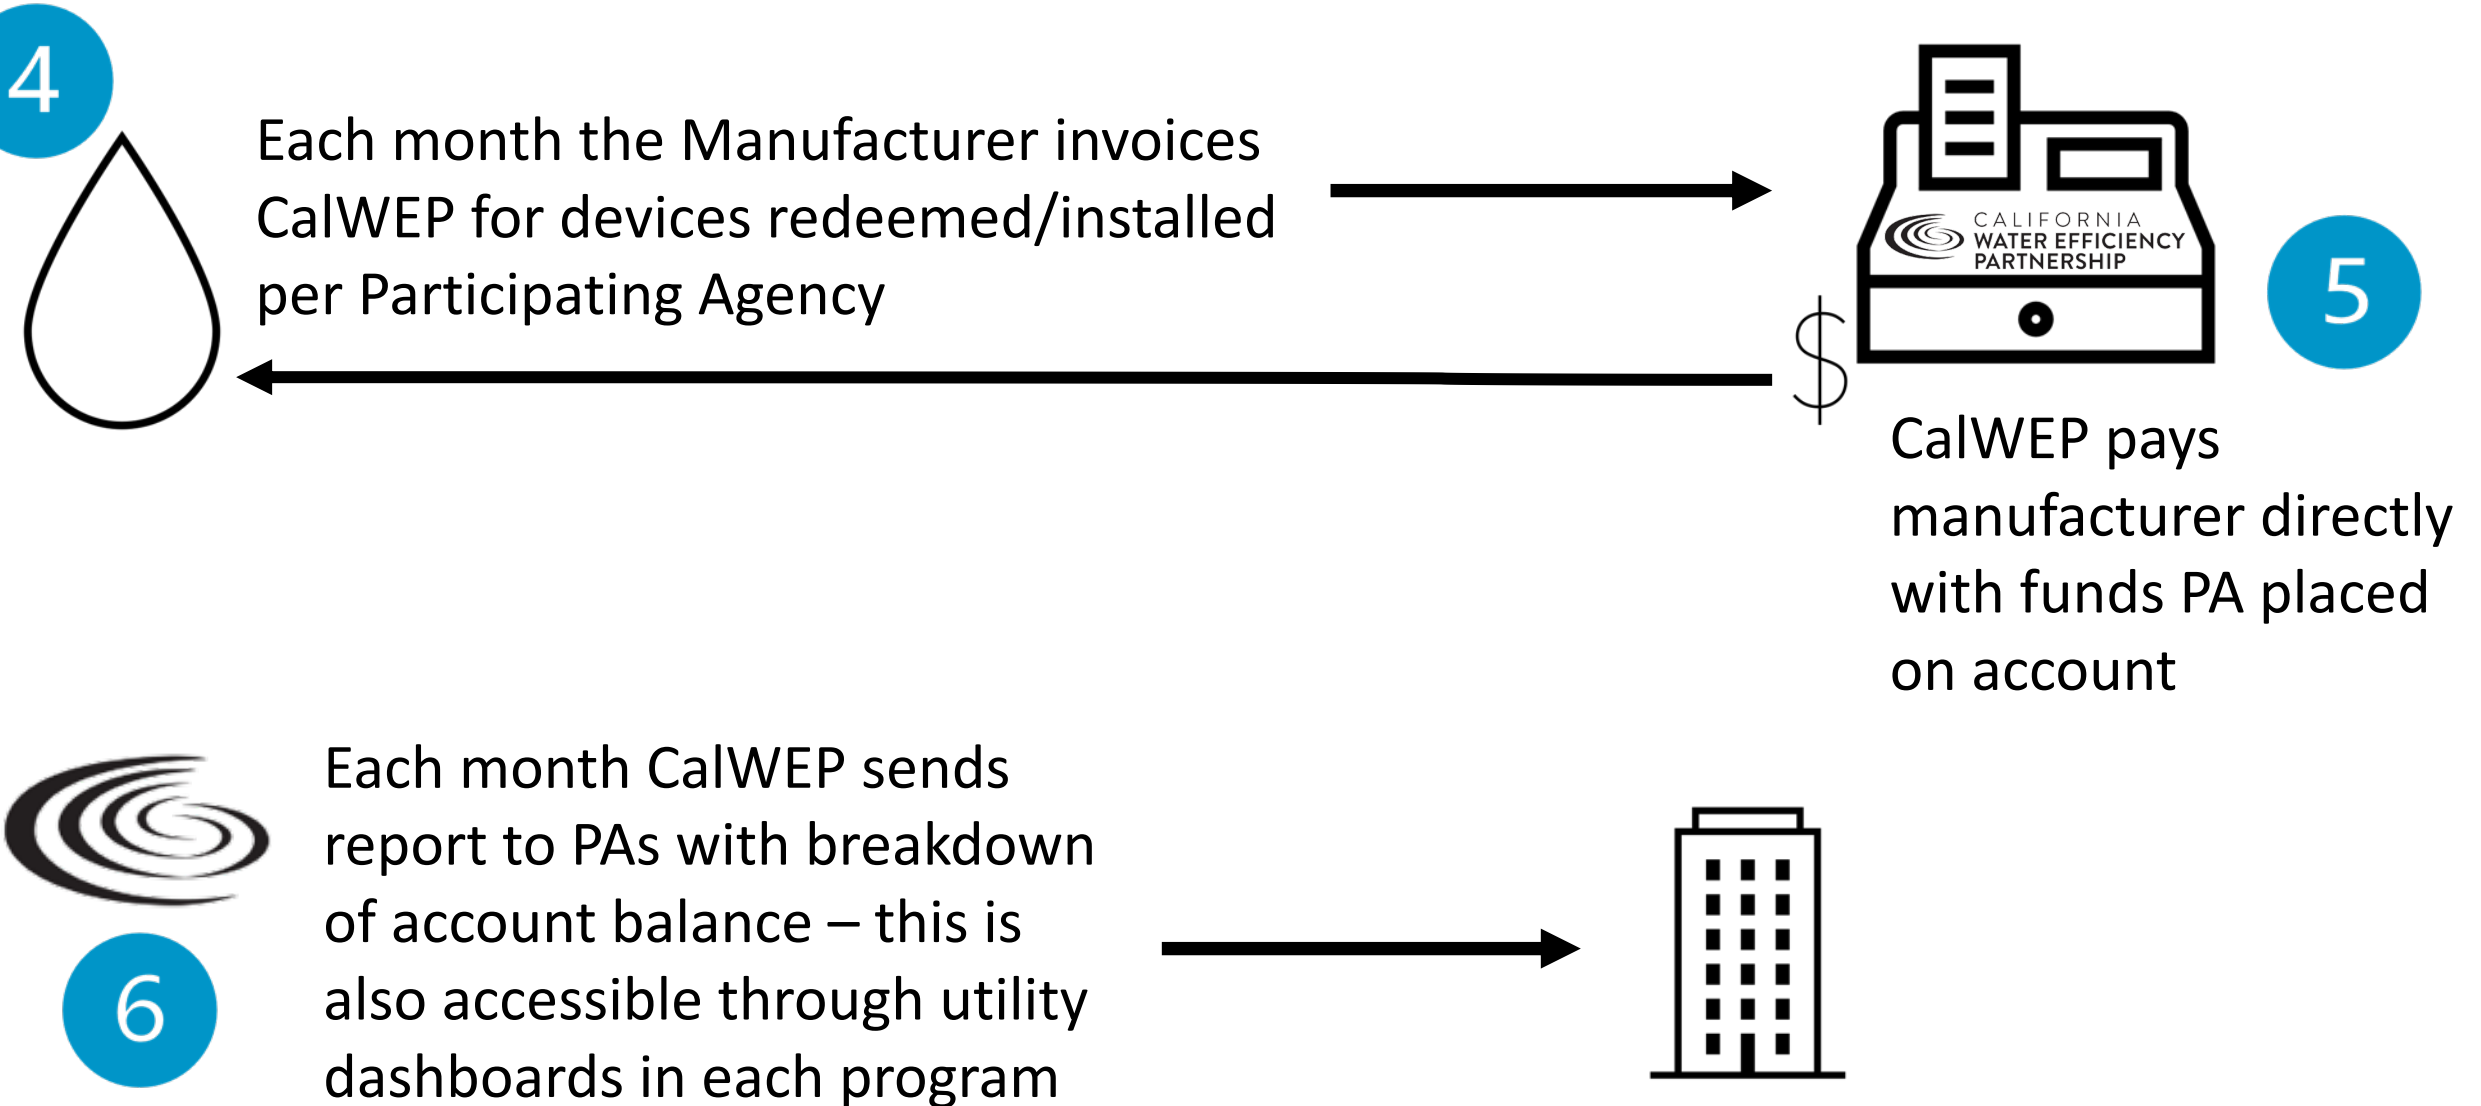 4
Each month the Manufacturer invoices
CalWEP for devices redeemed/installed
per Participating Agency
CALIFORNIA
WATER EFFICIENCY
PARTNERSHIP
$
5
CalWEP pays
manufacturer directly
with funds PA placed
on account
Each month CalWEP sends
report to PAs with breakdown
of account balance – this is
also accessible through utility
dashboards in each program
6